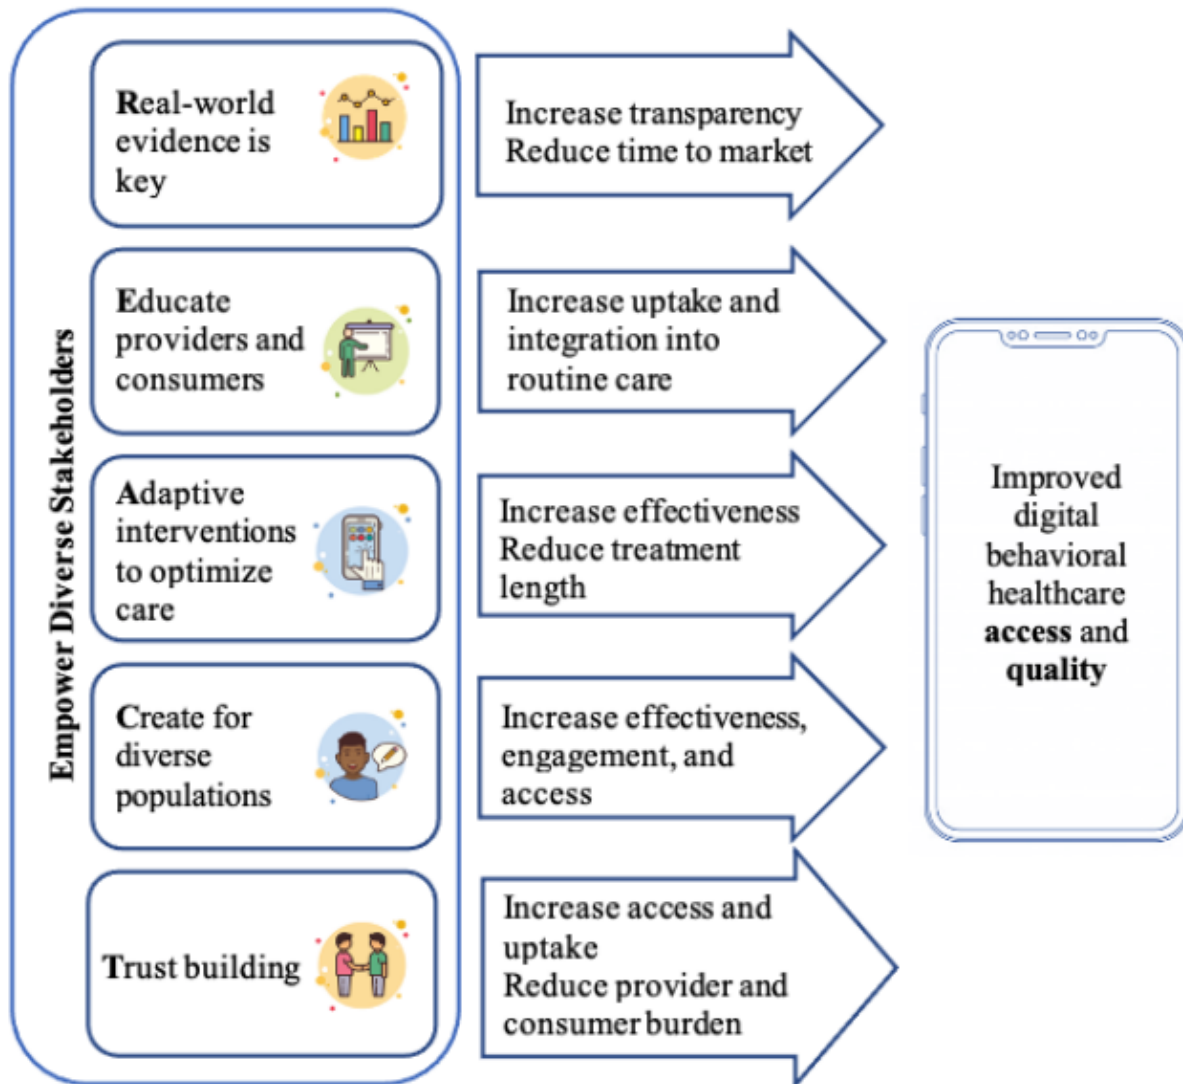 Empower Diverse Stakeholders
Real-world
evidence is
key
Increase transparency
Reduce time to market
Educate
providers and
consumers
Increase uptake and
integration into
routine care
Adaptive
interventions
to optimize
care
Increase effectiveness
Reduce treatment
length
Create for
diverse
populations
Increase effectiveness,
engagement, and
access
Trust building
Increase access and
uptake
Reduce provider and
consumer burden
Improved
digital
behavioral
healthcare
access and
quality